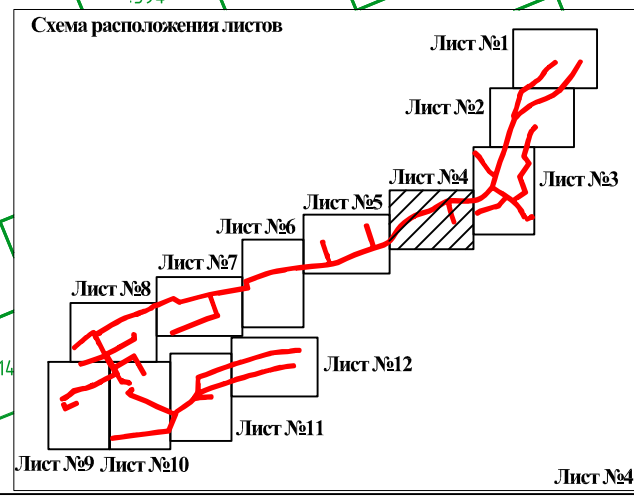 Схема расположения листов
Лист №1
Лист №2
Лист №3
Лист №4
Лист №5
Лист №6
Лист №7
Лист №8
Лист №12
Лист №11
Лист №9
Лист №10
Лист №4
14